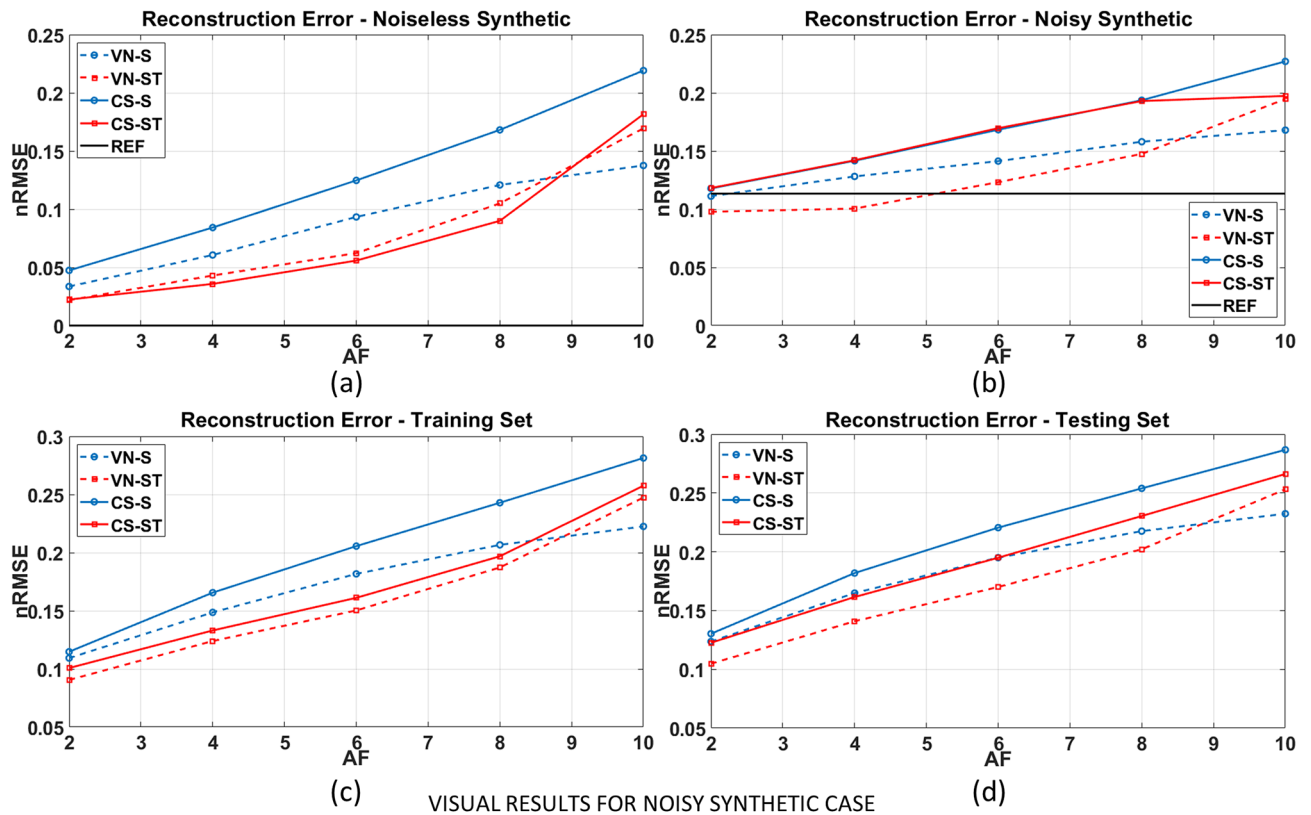 Reconstruction Error - Noiseless Synthetic
0.25
0.2
0.15
0.1
0.05
0
nRMSE
VN-S
VN-ST
CS-S
CS-ST
REF
2 3 4 5 6 7 8 9 10
AF
(a)
Reconstruction Error - Noisy Synthetic
0.25
0.2
0.15
0.1
0.05
0
nRMSE
VN-S
VN-ST
CS-S
CS-ST
REF
2 3 4 5 6 7 8 9 10
AF
(b)
Reconstruction Error - Training Set
0.3
0.25
0.2
0.15
0.1
0.05
nRMSE
VN-S
VN-ST
CS-S
CS-ST
2 3 4 5 6 7 8 9 10
AF
(c)
Reconstruction Error - Testing Set
0.3
0.25
0.2
0.15
0.1
0.05
nRMSE
VN-S
VN-ST
CS-S
CS-ST
2 3 4 5 6 7 8 9 10
AF
(d)
VISUAL RESULTS FOR NOISY SYNTHETIC CASE